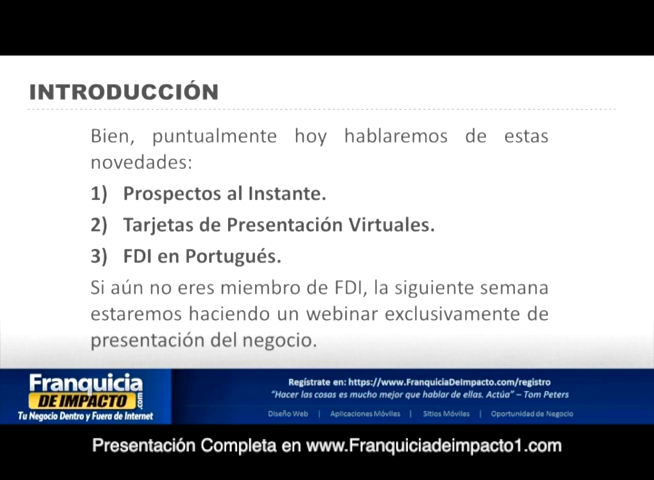 INTRODUCCIÓN
Bien, puntualmente hoy hablaremos de estas
novedades:
1) Prospectos al Instante.
2) Tarjetas de Presentación Virtuales.
3) FDI en Portugués.
Si aún no eres miembro de FDI, la siguiente semana
estaremos haciendo un webinar exclusivamente de
presentación del negocio.
Franquicia
DE IMPACTO.com
Tu Negocio Dentro y Fuera de Internet
Regístrate en: https://www.FranquiciaDeImpacto.com/registro
"Hacer las cosas es mucho mejor que hablar de ellas. Actúa" – Tom Peters
Diseño Web | Aplicaciones Móviles | Sitios Móviles | Oportunidad de Negocio
Presentación Completa en www.Franquiciadeimpacto1.com